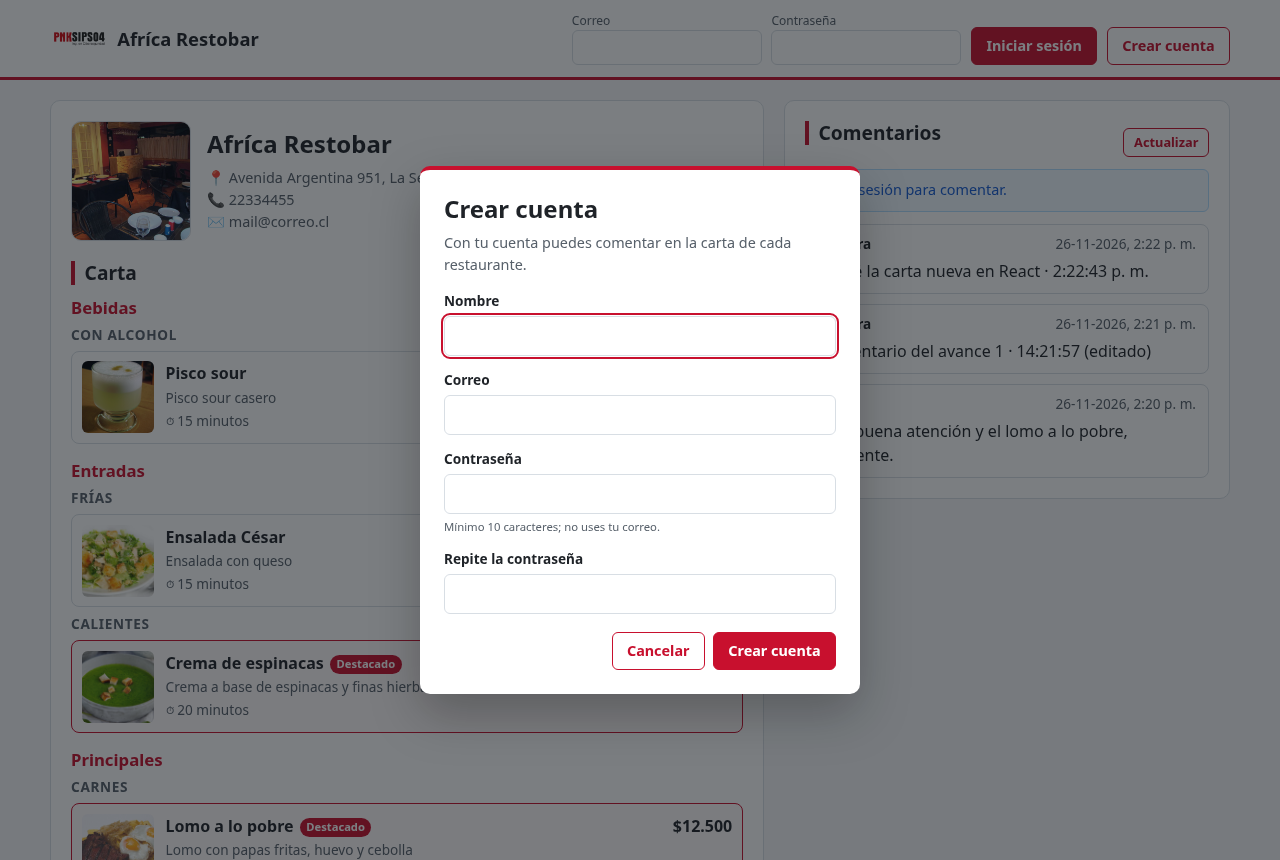 PNKSIPS04
Afríca Restobar
Correo
Contraseña
Iniciar sesión
Crear cuenta
Afríca Restobar
📍 Avenida Argentina 951, La
📞 22334455
✉️ mail@correo.cl
Carta
Bebidas
CON ALCOHOL
Pisco sour
Pisco sour casero
⏱ 15 minutos
Entradas
FRÍAS
Ensalada César
Ensalada con queso
⏱ 15 minutos
CALIENTES
Crema de espinacas Destacado
Crema a base de espinacas y finas hierb
⏱ 20 minutos
Principales
CARNES
Lomo a lo pobre Destacado $12.500
Lomo con papas fritas, huevo y cebolla
Crear cuenta
Con tu cuenta puedes comentar en la carta de cada
restaurante.
Nombre
Correo
Contraseña
Mínimo 10 caracteres; no uses tu correo.
Repite la contraseña
Cancelar
Crear cuenta
Comentarios
Actualizar
sesión para comentar.
ra 26-11-2026, 2:22 p. m.
la carta nueva en React · 2:22:43 p. m.
ra 26-11-2026, 2:21 p. m.
entario del avance 1 · 14:21:57 (editado)
26-11-2026, 2:20 p. m.
buena atención y el lomo a lo pobre,
ente.